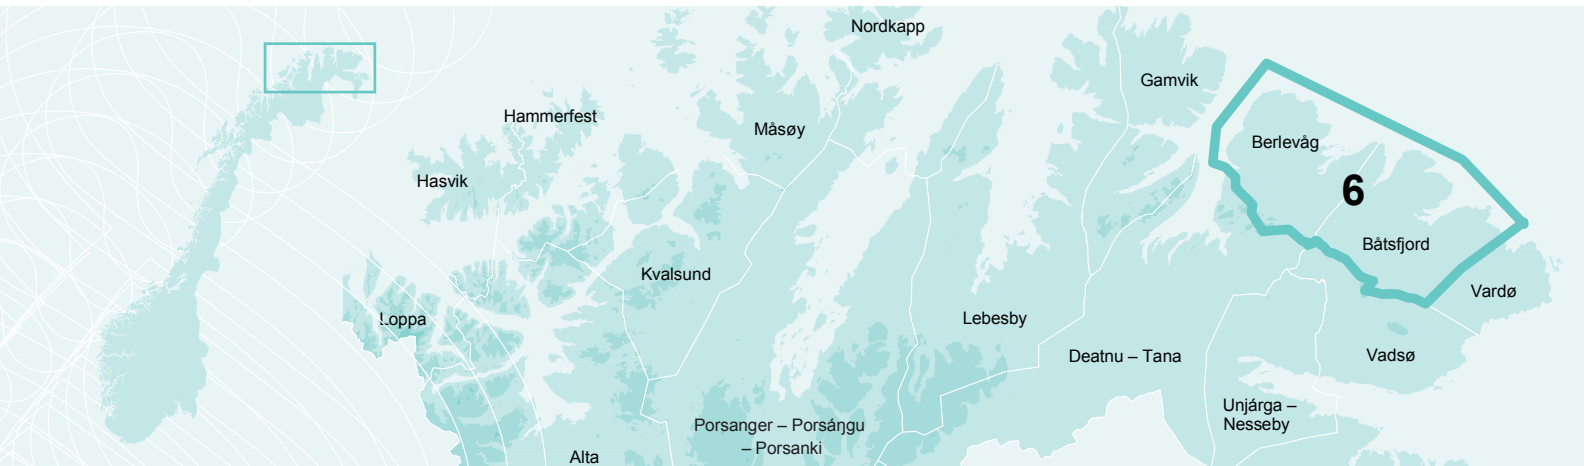 Nordkapp
Gamvik
Hammerfest
Måsøy
Berlevåg
Hasvik
6
Båtsfjord
Kvalsund
Vardø
Loppa
Lebesby
Deatnu – Tana
Vadsø
Unjárga –
Nesseby
Porsanger – Porsáŋgu
– Porsanki
Alta